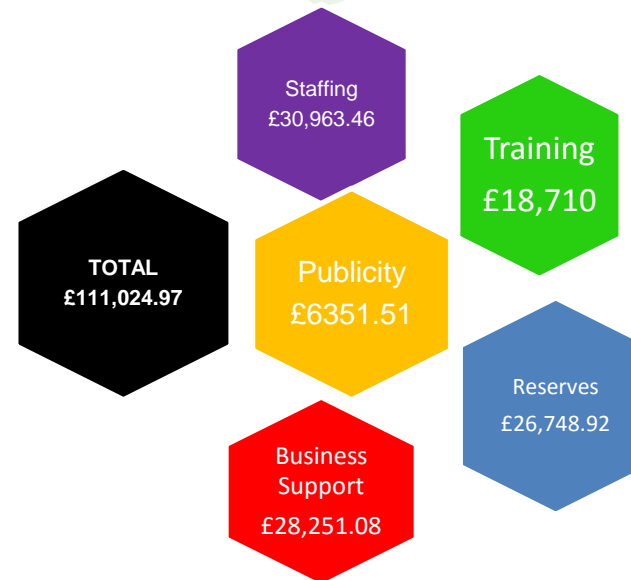 Staffing
£30,963.46
Training
£18,710
TOTAL
£111,024.97
Publicity
£6351.51
Reserves
£26,748.92
Business
Support
£28,251.08